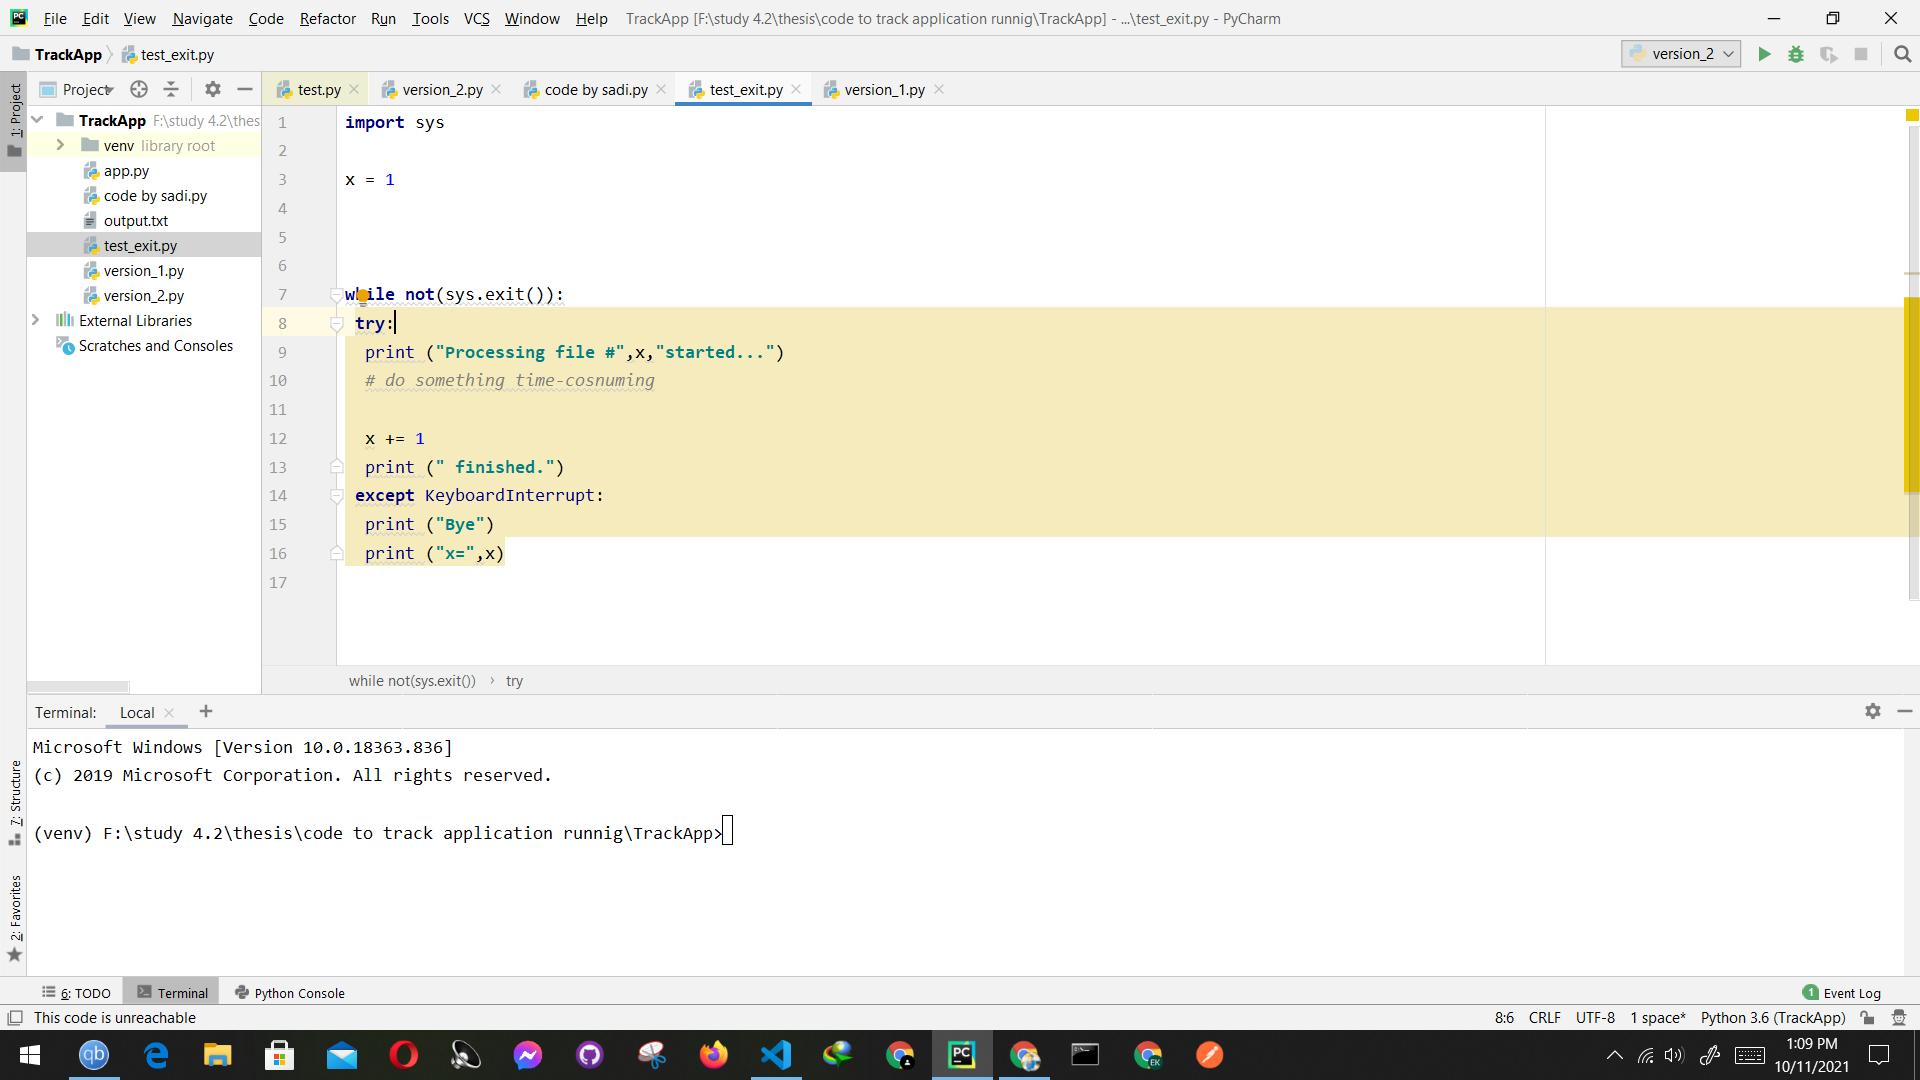 File Edit View Navigate Code Refactor Run Tools VCS Window Help TrackApp [F:\study 4.2\thesis\code to track application runnig\TrackApp] - ...\test_exit.py - PyCharm
TrackApp test_exit.py version_2
1: Project
Project
test.py version_2.py code by sadi.py test_exit.py version_1.py
TrackApp F:\study 4.2\thes
venv library root
app.py
code by sadi.py
output.txt
test_exit.py
version_1.py
version_2.py
External Libraries
Scratches and Consoles
1 import sys
2
3 x = 1
4
5
6
7 while not(sys.exit()):
8 try:
9 print ("Processing file #",x,"started...")
10 # do something time-cosnuming
11
12 x += 1
13 print (" finished.")
14 except KeyboardInterrupt:
15 print ("Bye")
16 print ("x=",x)
17
while not(sys.exit()) › try
Terminal: Local
Microsoft Windows [Version 10.0.18363.836]
(c) 2019 Microsoft Corporation. All rights reserved.
(venv) F:\study 4.2\thesis\code to track application runnig\TrackApp>
7: Structure
2: Favorites
6: TODO Terminal Python Console 1 Event Log
This code is unreachable 8:6 CRLF UTF-8 1 space* Python 3.6 (TrackApp)
qb PC EK
1:09 PM
10/11/2021